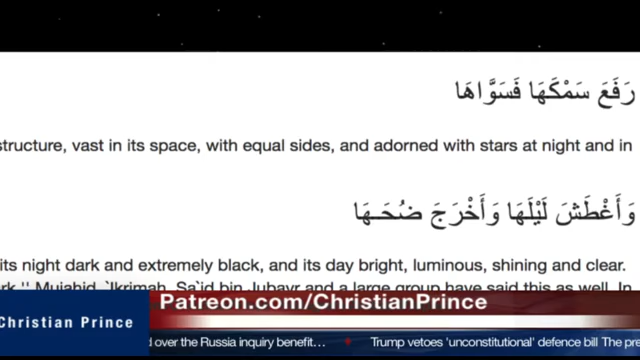 رَفَعَ سَمْكَهَا فَسَوَّاهَا
structure, vast in its space, with equal sides, and adorned with stars at night and in
وَأَغْطَشَ لَيْلَهَا وَأَخْرَجَ ضُحَـهَا
its night dark and extremely black, and its day bright, luminous, shining and clear.
rk.'' Mujahid, `Ikrimah, Sa`id bin Jubayr and a large group have said this as well. In
Patreon.com/ChristianPrince
Christian Prince
d over the Russia inquiry benefit… Trump vetoes 'unconstitutional' defence bill The pre